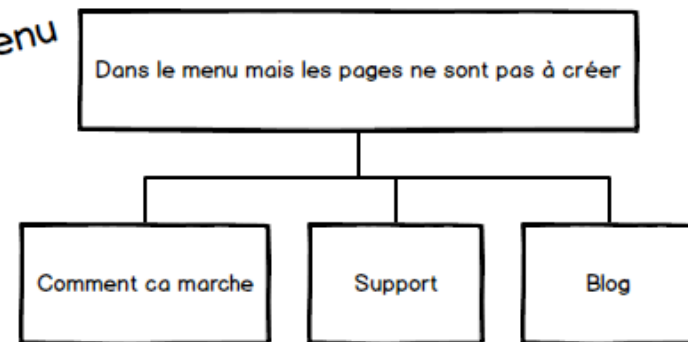 enu
Dans le menu mais les pages ne sont pas à créer
Comment ca marche
Support
Blog